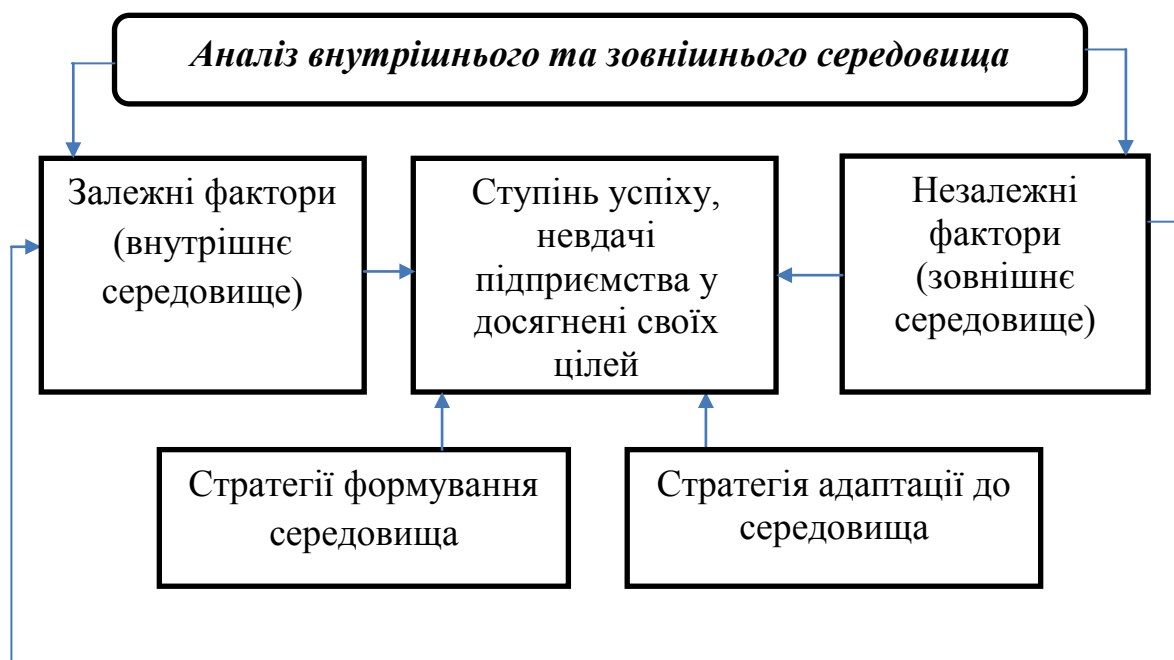 Аналіз внутрішнього та зовнішнього середовища
Залежні фактори
(внутрішнє
середовище)
Ступінь успіху,
невдачі
підприємства у
досягнені своїх
цілей
Незалежні
фактори
(зовнішнє
середовище)
Стратегії формування
середовища
Стратегія адаптації до
середовища